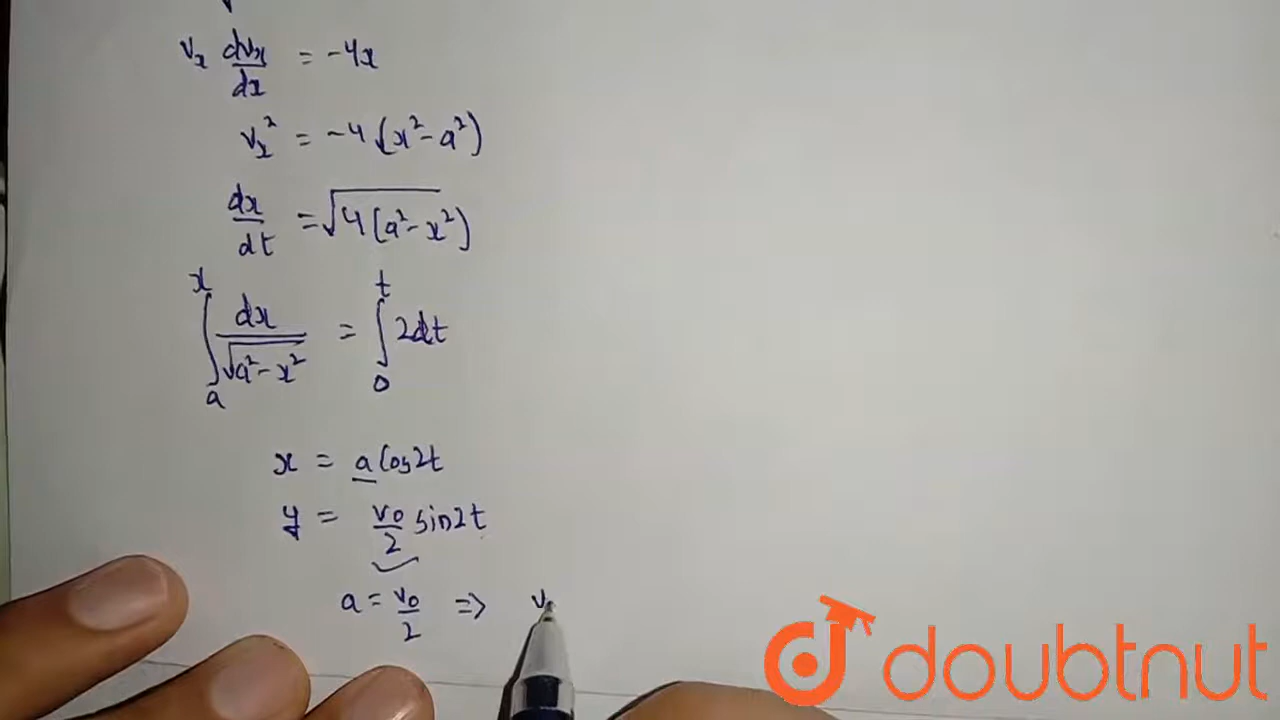 vx dvx/dx = -4x
vx² = -4(x²-a²)
dx/dt = √4(a²-x²)
∫ₐˣ dx/√a²-x² = ∫₀ᵗ 2dt
x = a Cos2t
y = v₀/2 sin2t
a = v₀/2 => v
doubtnut